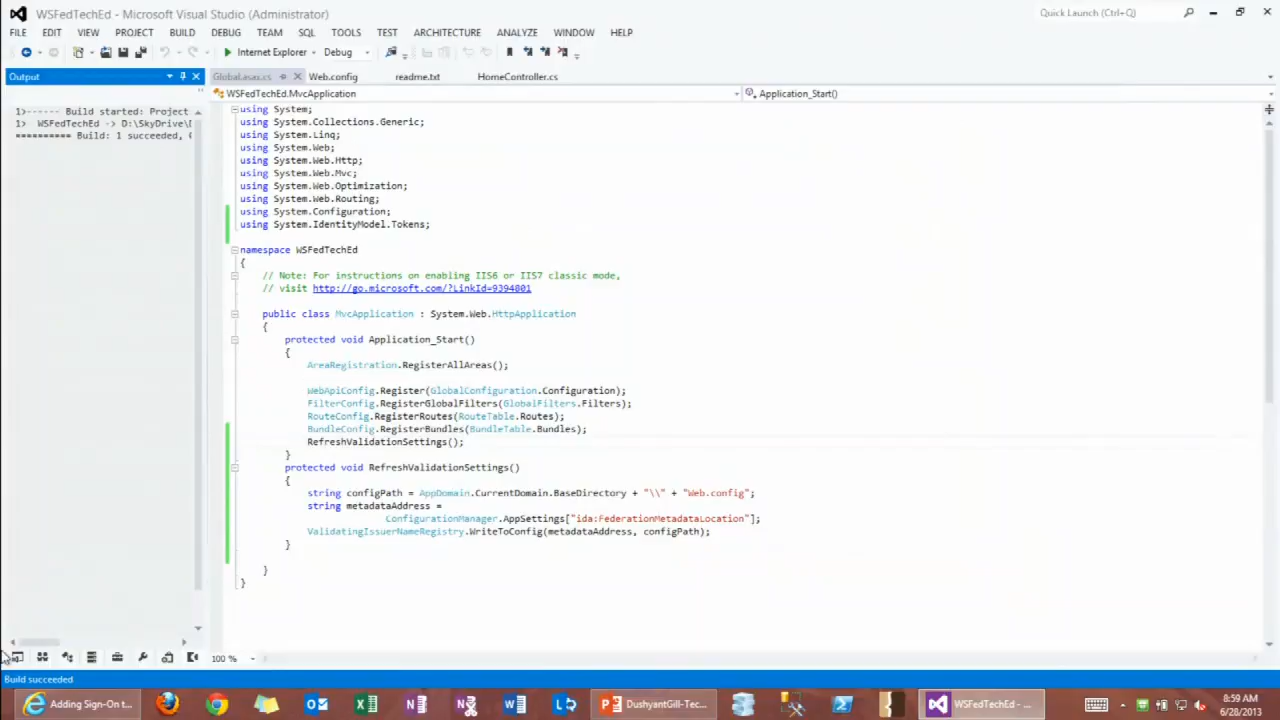 WSFedTechEd - Microsoft Visual Studio (Administrator)
Quick Launch (Ctrl+Q)
FILE EDIT VIEW PROJECT BUILD DEBUG TEAM SQL TOOLS TEST ARCHITECTURE ANALYZE WINDOW HELP
Internet Explorer Debug
Output
Global.asax.cs Web.config readme.txt HomeController.cs
WSFedTechEd.MvcApplication
Application_Start()
1>------ Build started: Project
1> WSFedTechEd -> D:\SkyDrive\
========== Build: 1 succeeded,
using System;
using System.Collections.Generic;
using System.Linq;
using System.Web;
using System.Web.Http;
using System.Web.Mvc;
using System.Web.Optimization;
using System.Web.Routing;
using System.Configuration;
using System.IdentityModel.Tokens;
namespace WSFedTechEd
{
// Note: For instructions on enabling IIS6 or IIS7 classic mode,
// visit http://go.microsoft.com/?LinkId=9394801
public class MvcApplication : System.Web.HttpApplication
{
protected void Application_Start()
{
AreaRegistration.RegisterAllAreas();
WebApiConfig.Register(GlobalConfiguration.Configuration);
FilterConfig.RegisterGlobalFilters(GlobalFilters.Filters);
RouteConfig.RegisterRoutes(RouteTable.Routes);
BundleConfig.RegisterBundles(BundleTable.Bundles);
RefreshValidationSettings();
}
protected void RefreshValidationSettings()
{
string configPath = AppDomain.CurrentDomain.BaseDirectory + "\\" + "Web.config";
string metadataAddress =
ConfigurationManager.AppSettings["ida:FederationMetadataLocation"];
ValidatingIssuerNameRegistry.WriteToConfig(metadataAddress, configPath);
}
}
}
100 %
Build succeeded
Adding Sign-On t...
DushyantGill-Tec...
WSFedTechEd - ...
8:59 AM
6/28/2013